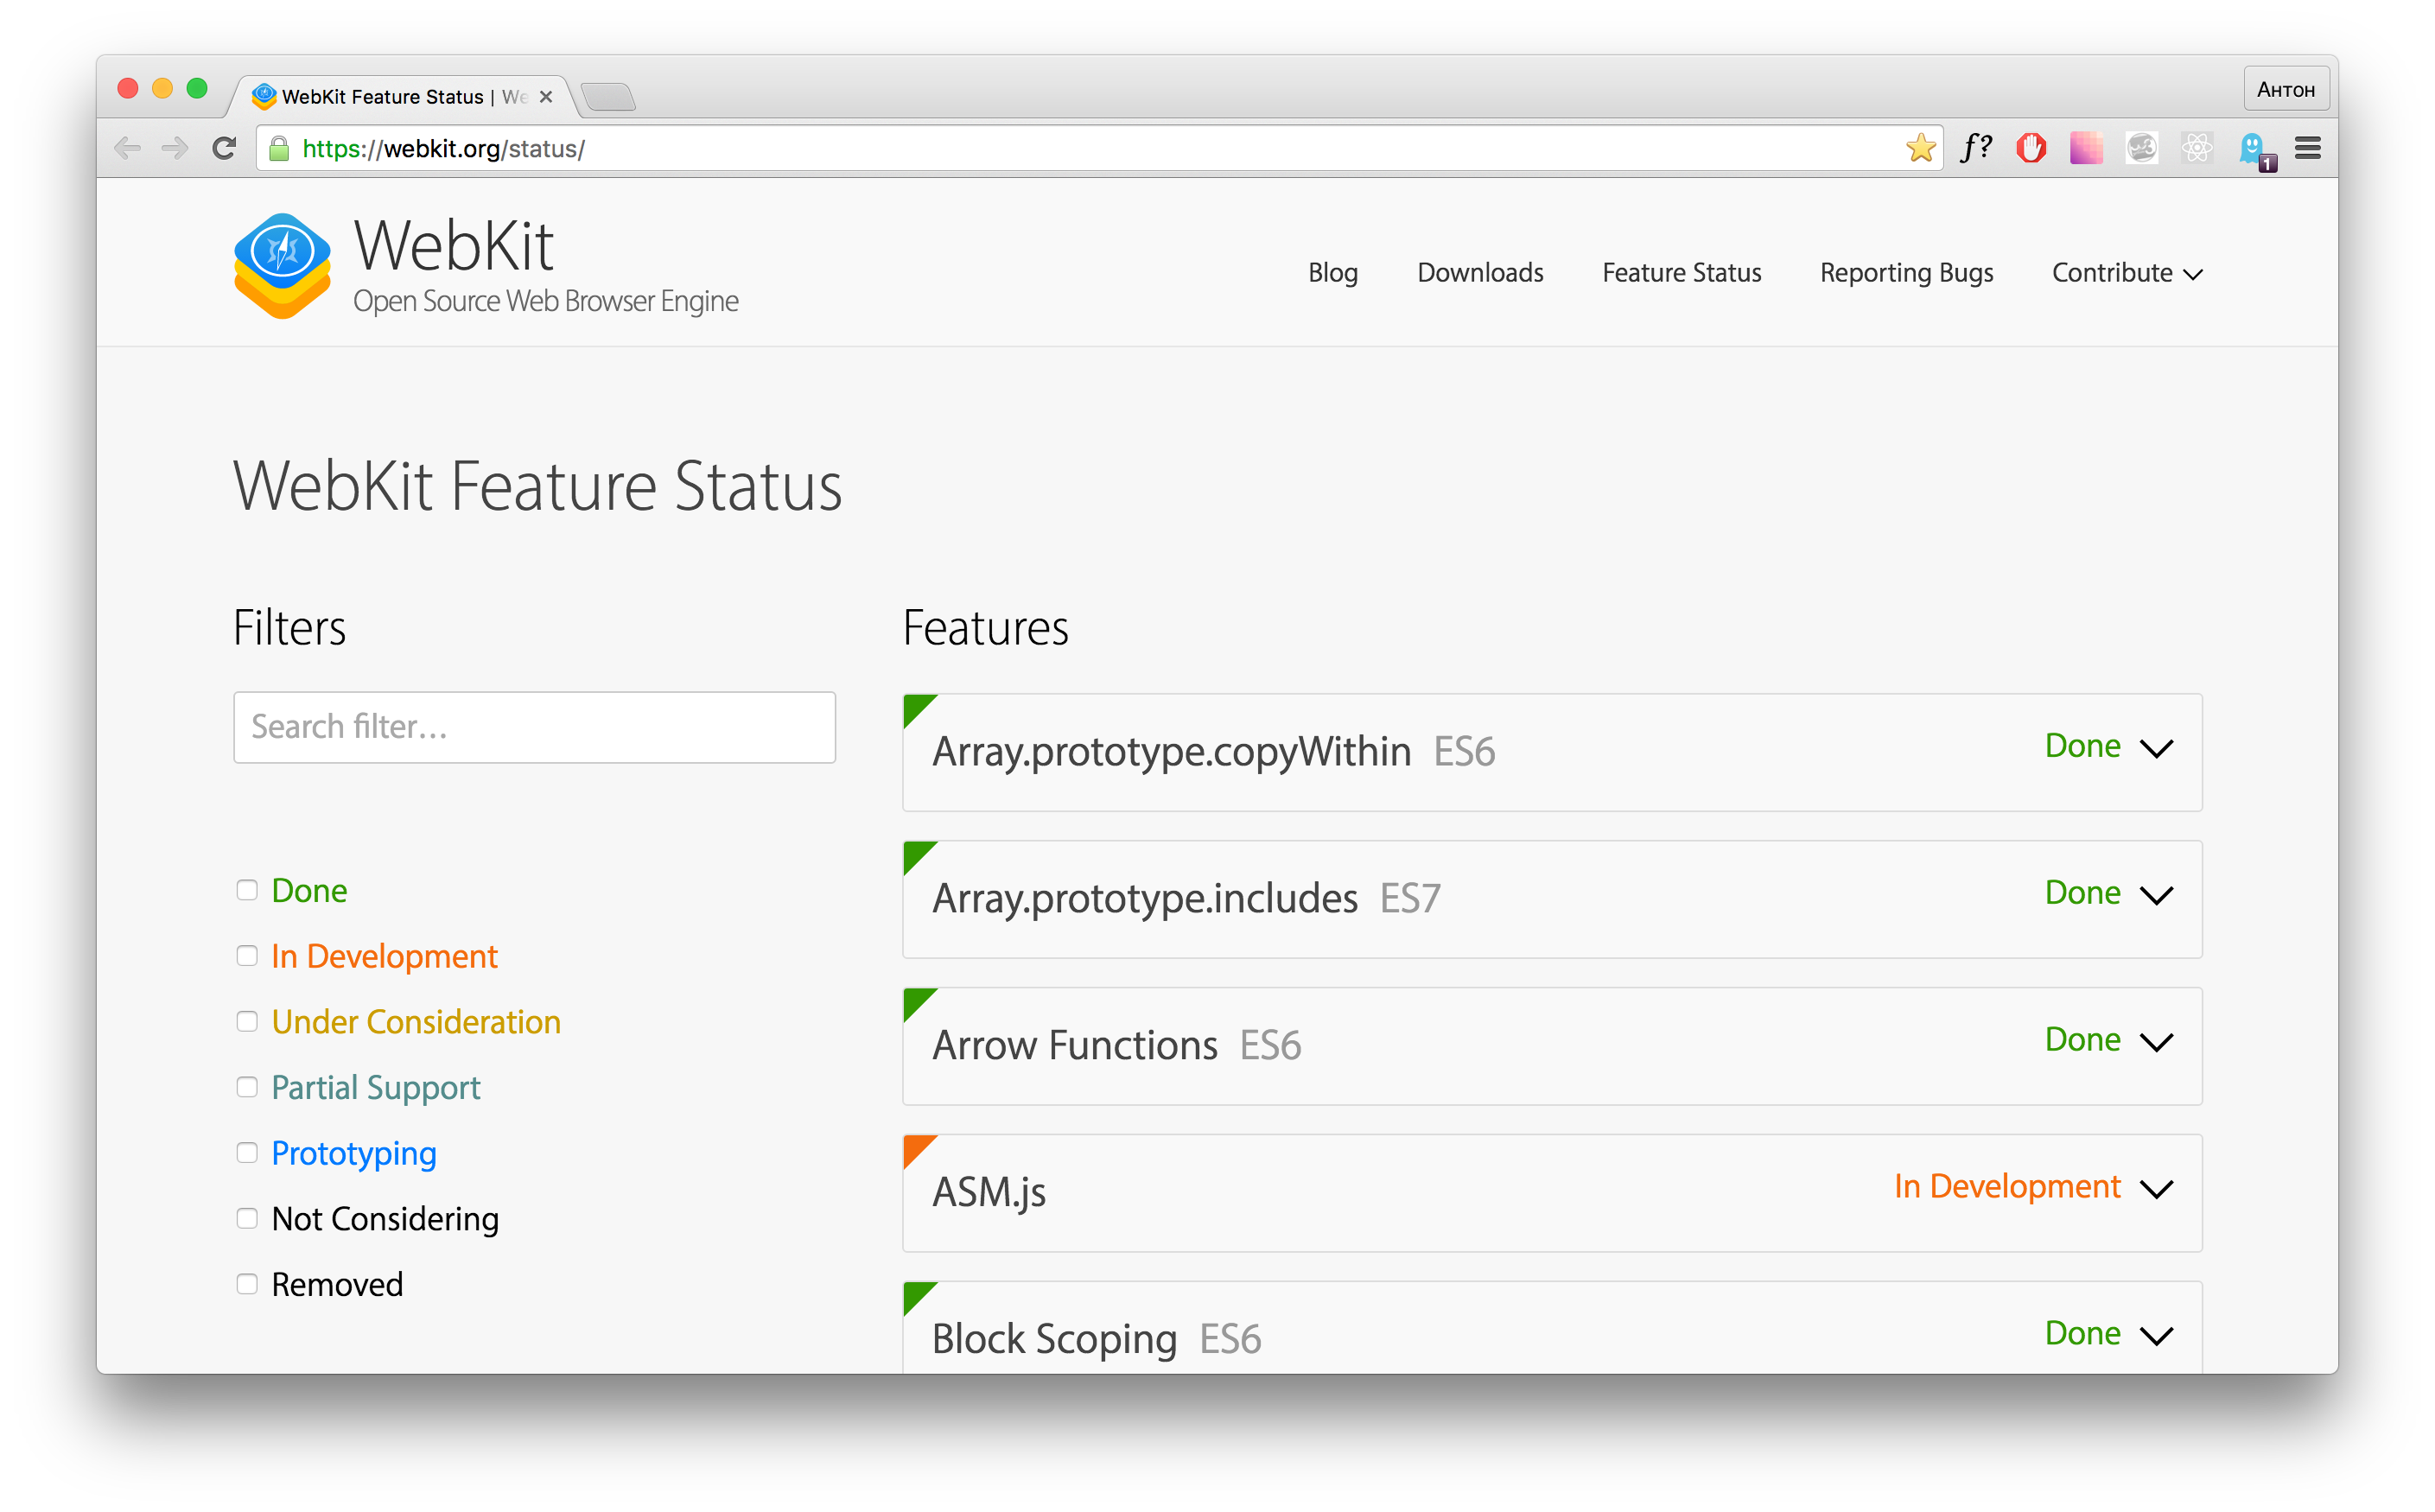 WebKit Feature Status | We
Антон
https://webkit.org/status/
f?
1
WebKit
Open Source Web Browser Engine
Blog
Downloads
Feature Status
Reporting Bugs
Contribute
WebKit Feature Status
Filters
Search filter…
Done
In Development
Under Consideration
Partial Support
Prototyping
Not Considering
Removed
Features
Array.prototype.copyWithin ES6 Done
Array.prototype.includes ES7 Done
Arrow Functions ES6 Done
ASM.js In Development
Block Scoping ES6 Done